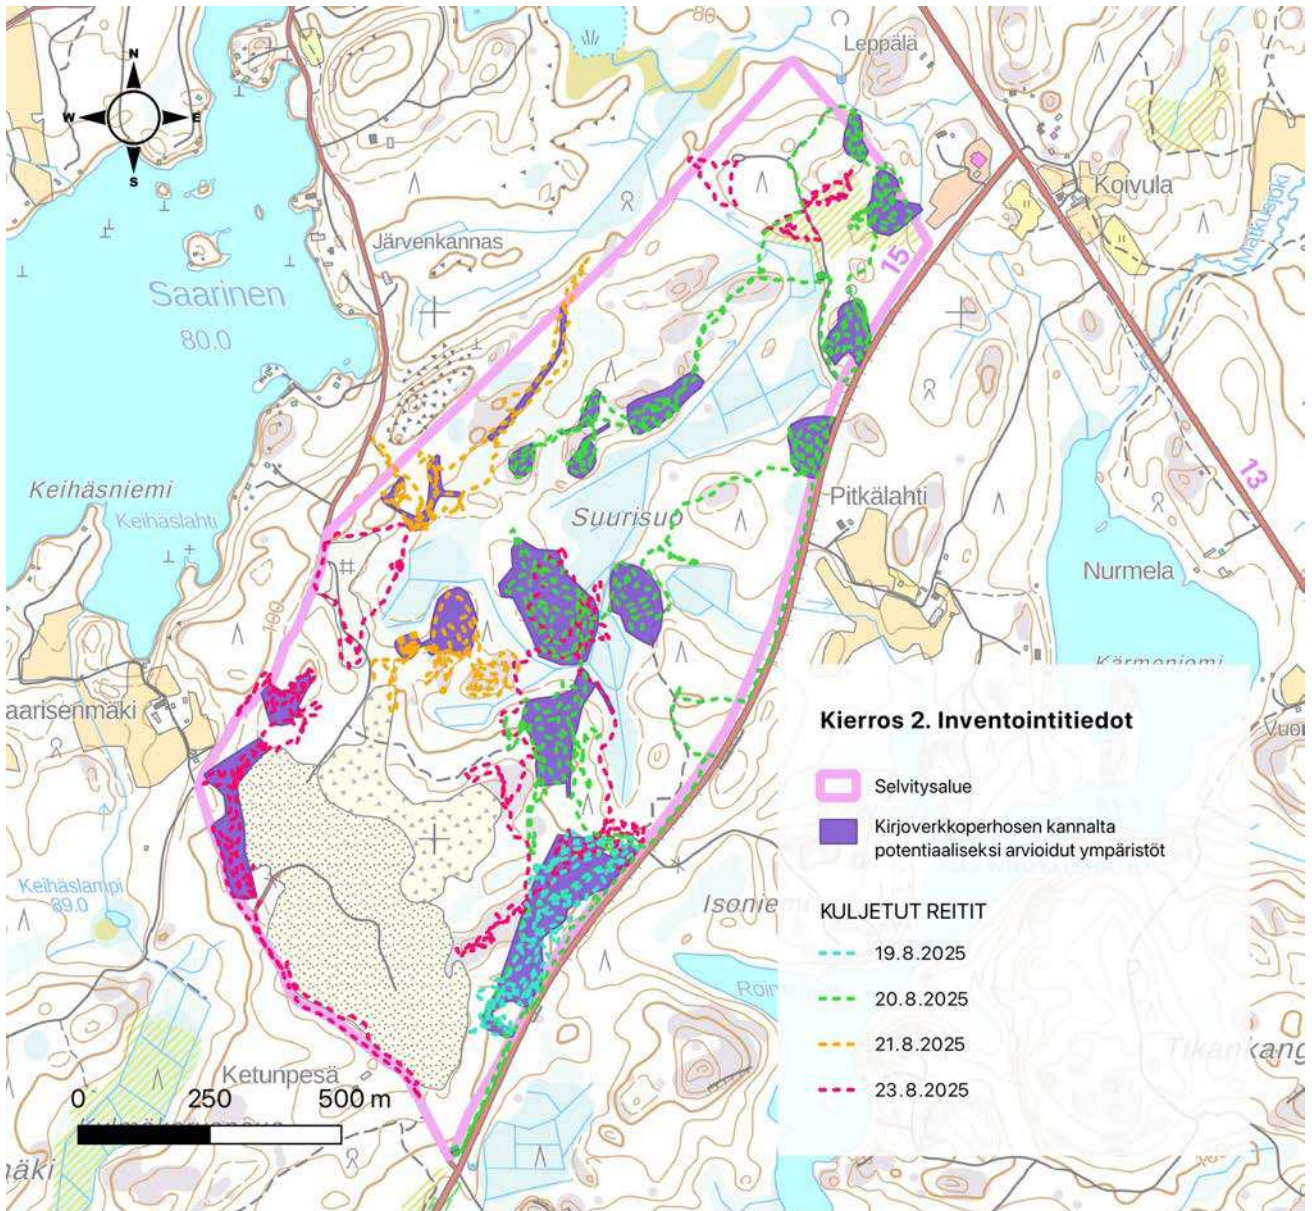 80
Leppälä
N
W
E
S
Koivula
Matkusjoki
Järvenkannas
15
Saarinen
80.0
13
Keihäsniemi
Keihäslahti
Pitkälahti
Suurisuo
Nurmela
100
Kärmeniemi
aarisenmäki
Kierros 2. Inventointitiedot
Selvitysalue
Kirjoverkkoperhosen kannalta
potentiaaliseksi arvioidut ympäristöt
Keihäslampi
89.0
Isoniemi
KULJETUT REITIT
19.8.2025
20.8.2025
21.8.2025
23.8.2025
Ketunpesä
0 250 500 m
mäki